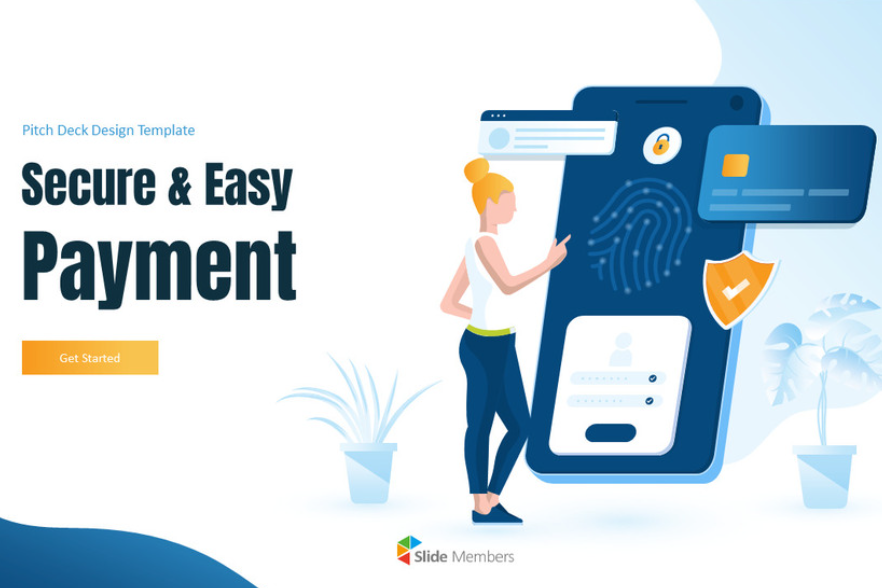 Pitch Deck Design Template
Secure & Easy
Payment
Get Started
Slide Members